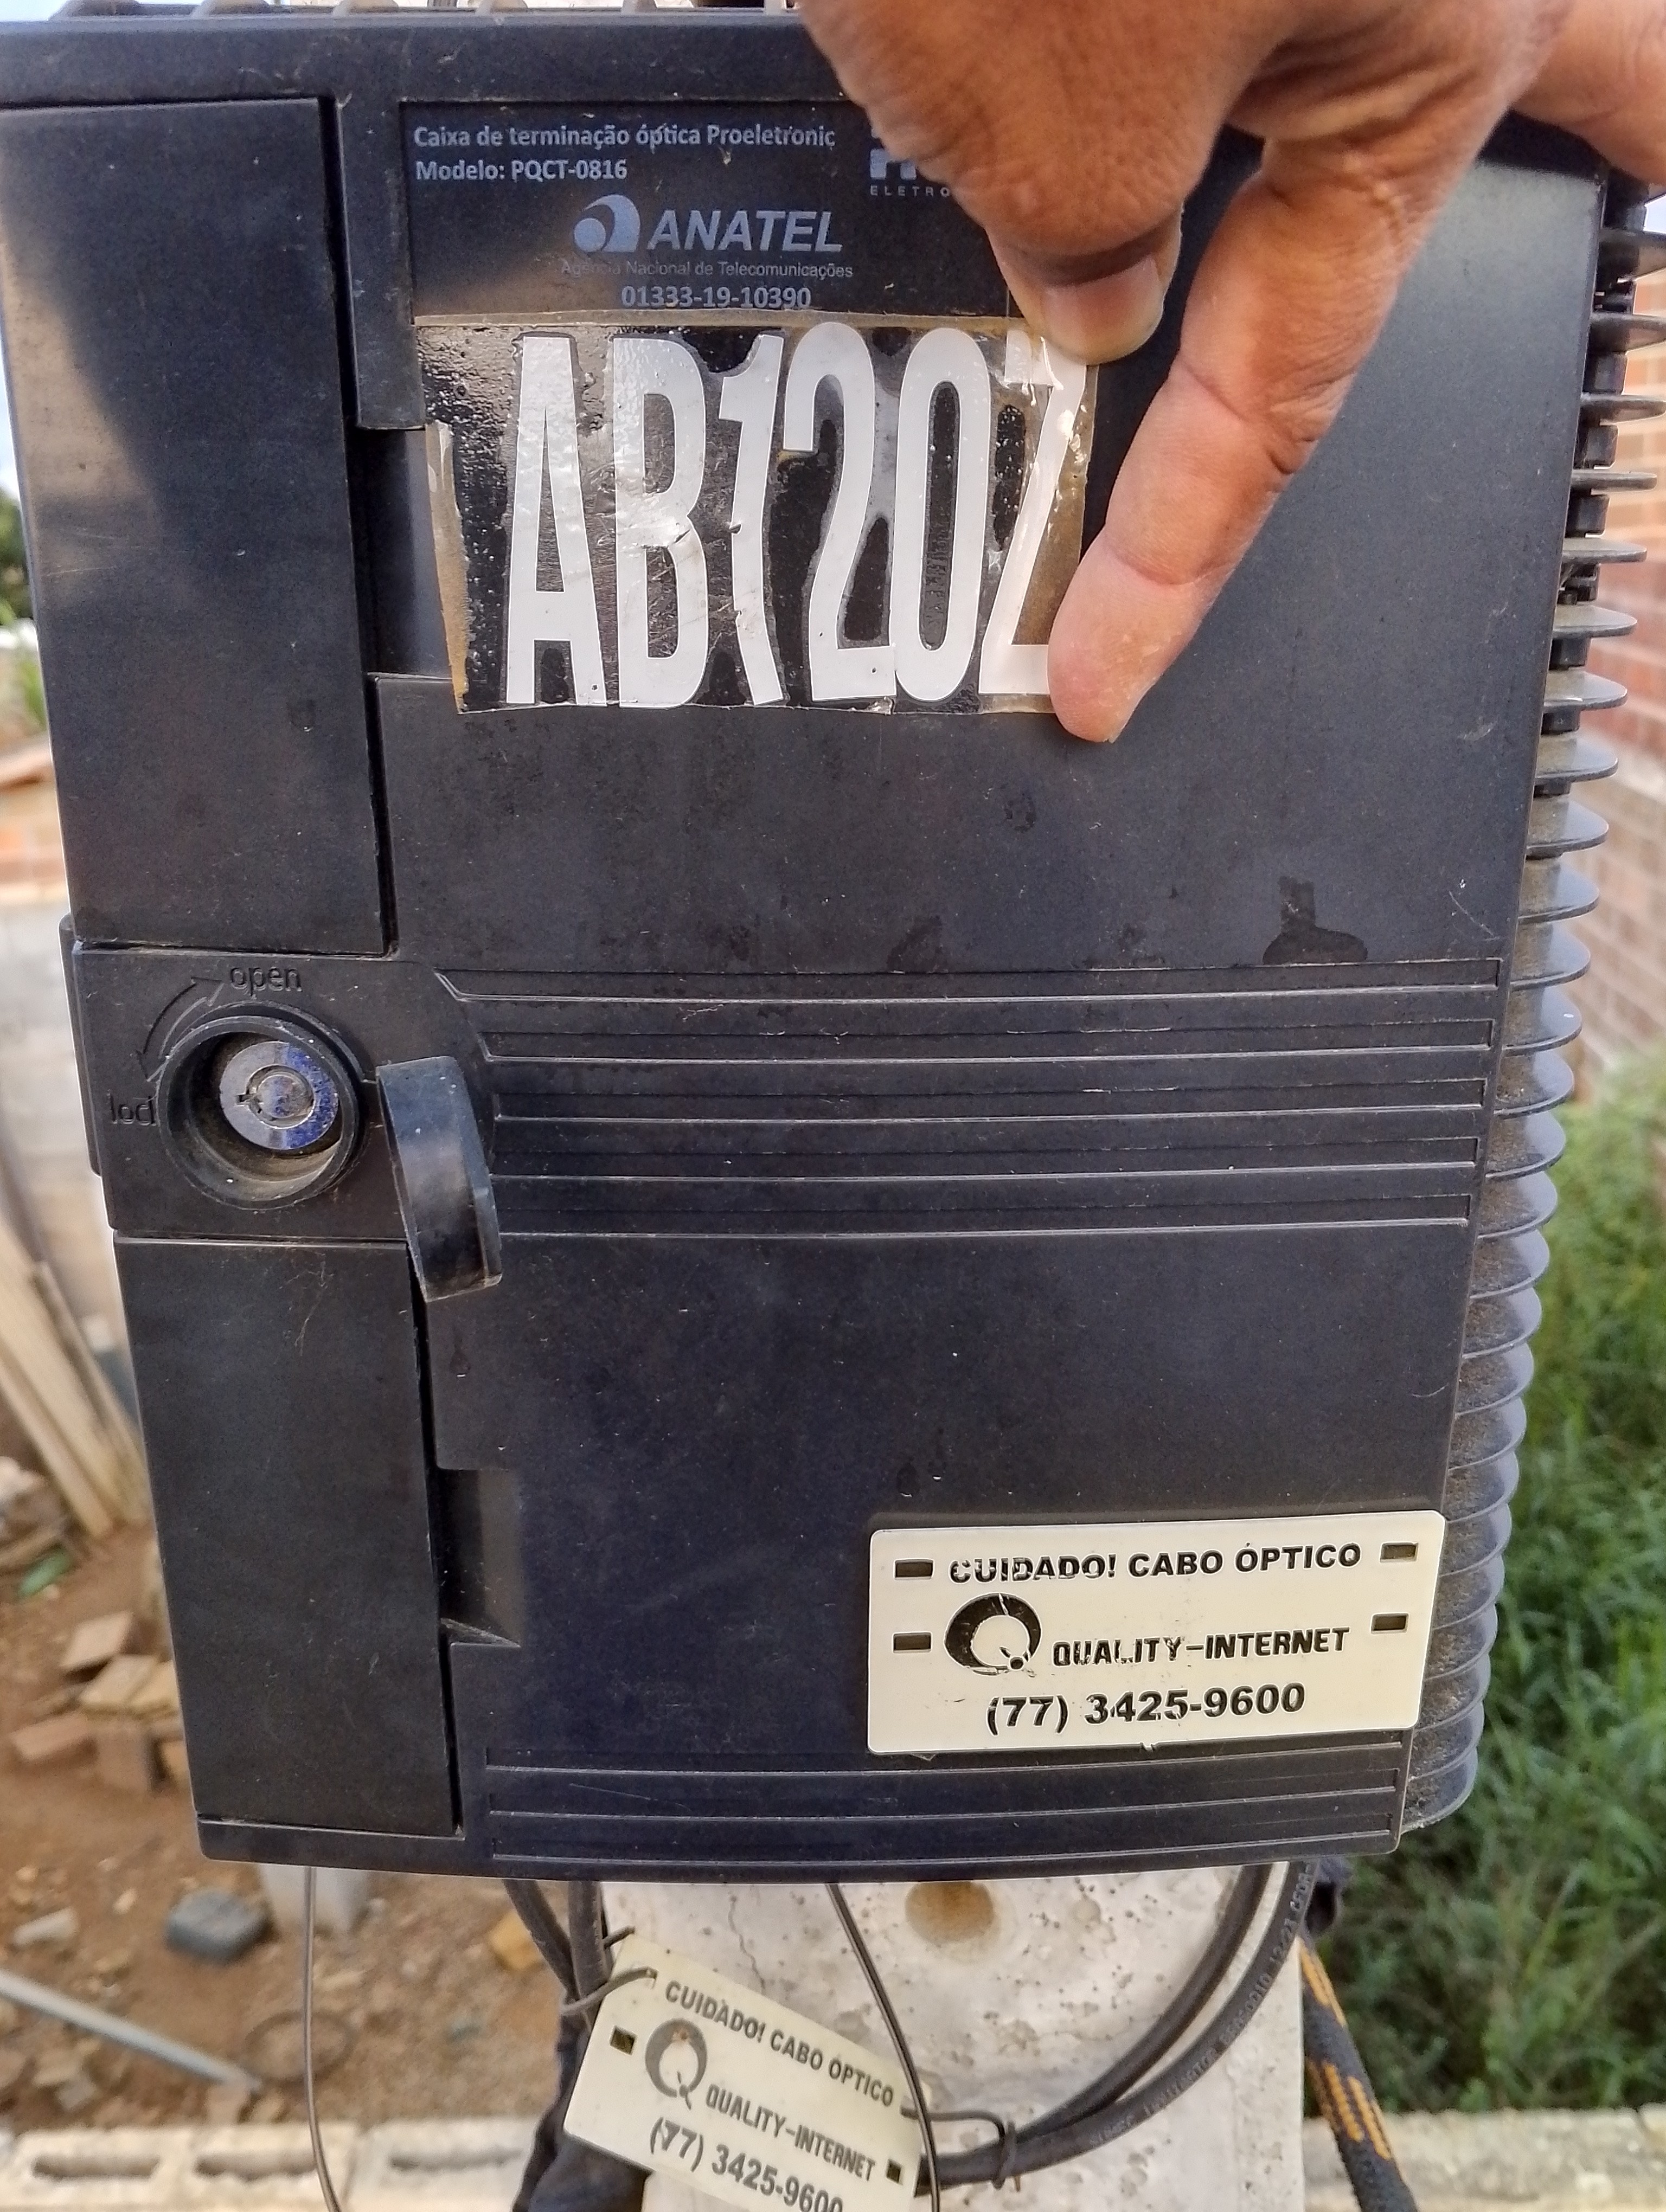 Caixa de terminação óptica Proeletronic
Modelo: PQCT-0816
ELETRO
ANATEL
Agência Nacional de Telecomunicações
01333-19-10390
AB1202
open
lock
CUIDADO! CABO ÓPTICO
QUALITY-INTERNET
(77) 3425-9600
CUIDADO! CABO ÓPTICO
QUALITY-INTERNET
(77) 3425-9600